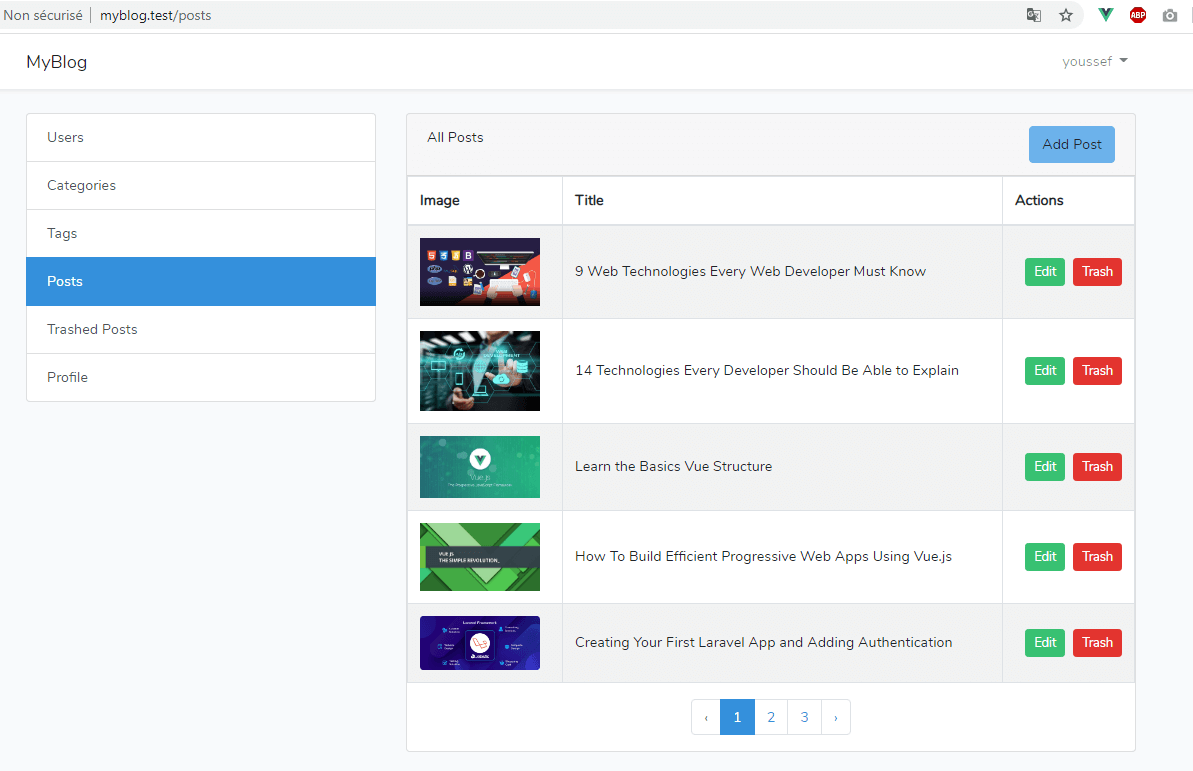 Non sécurisé myblog.test/posts ABP
MyBlog youssef
Users
Categories
Tags
Posts
Trashed Posts
Profile
All Posts Add Post
Image Title Actions
9 Web Technologies Every Web Developer Must Know Edit Trash
14 Technologies Every Developer Should Be Able to Explain Edit Trash
Vue.js
Learn the Basics Vue Structure Edit Trash
VUE JS
THE SIMPLE REVOLUTION_
How To Build Efficient Progressive Web Apps Using Vue.js Edit Trash
Laravel Framework
Creating Your First Laravel App and Adding Authentication Edit Trash
‹ 1 2 3 ›